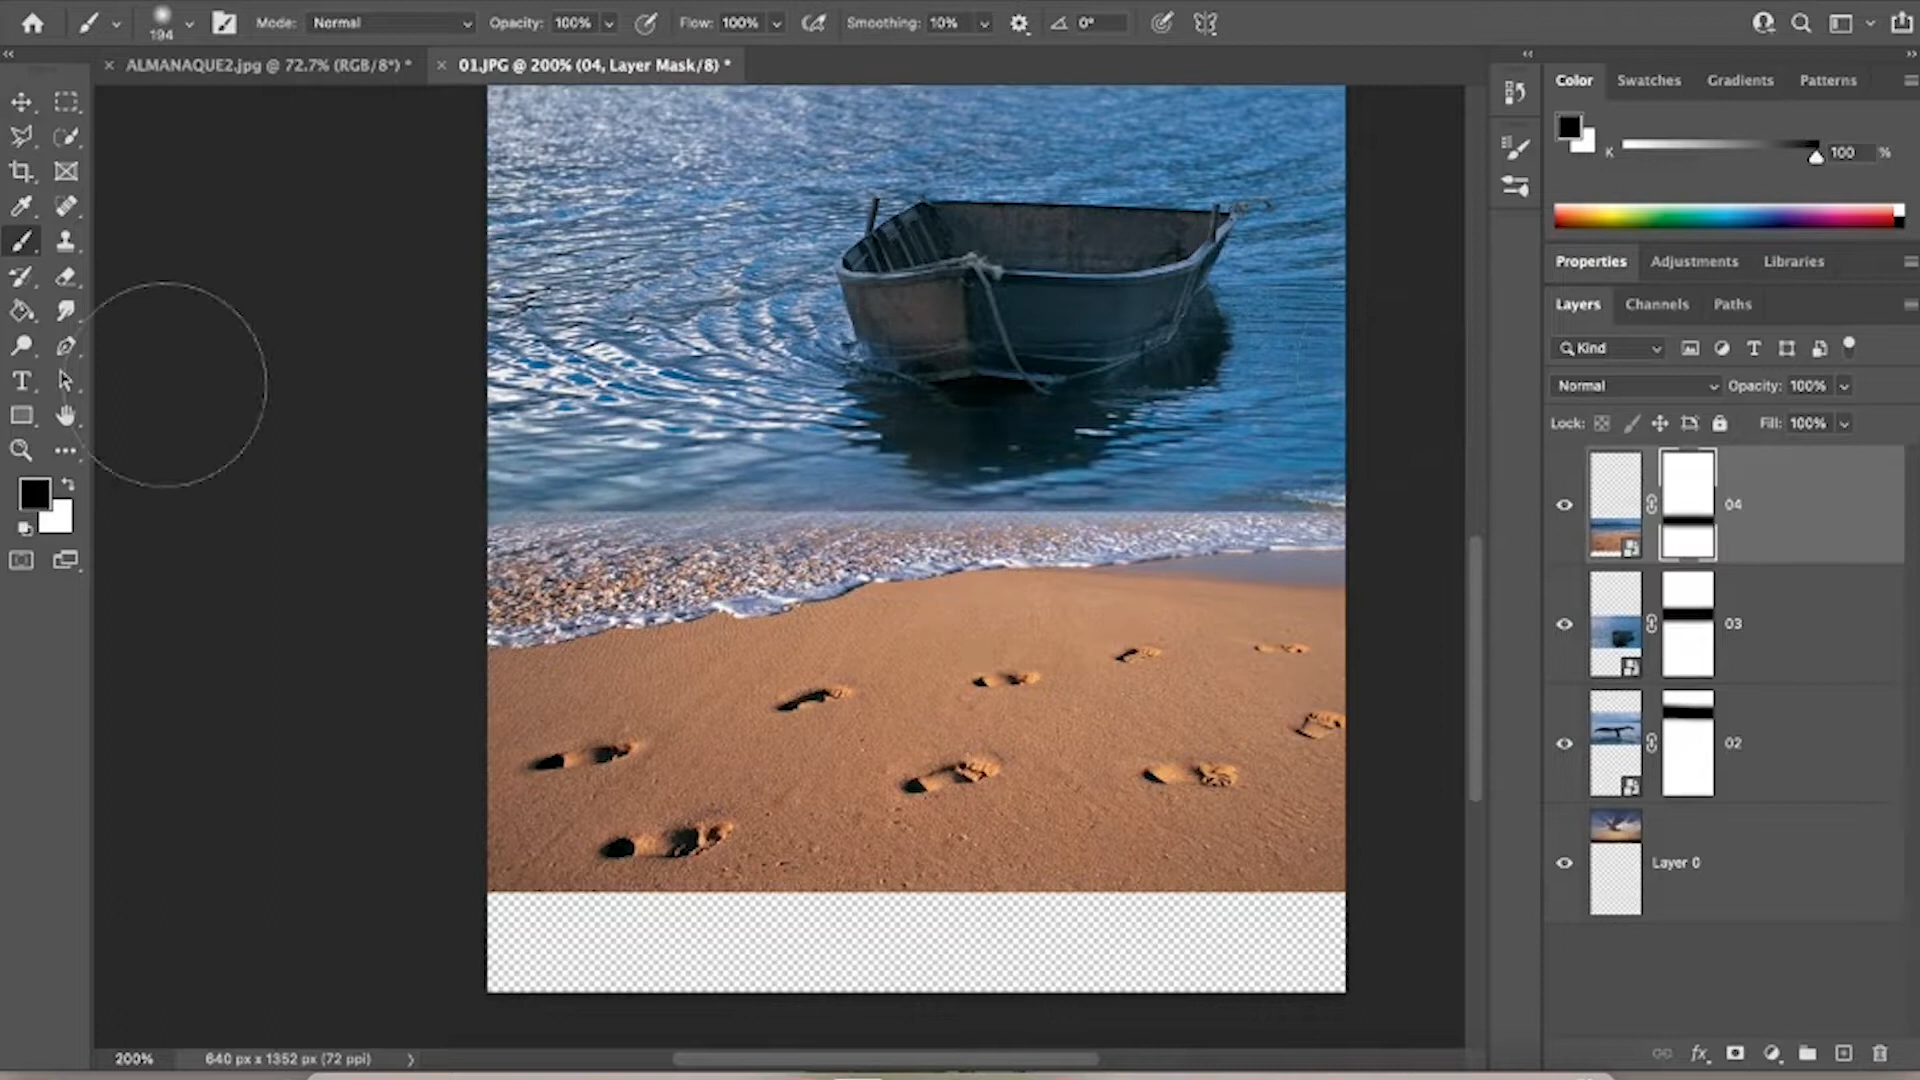 194 Mode: Normal Opacity: 100% Flow: 100% Smoothing: 10% 0°
ALMANAQUE2.jpg @ 72.7% (RGB/8*) *
01.JPG @ 200% (04, Layer Mask/8) *
Color Swatches Gradients Patterns
K 100 %
Properties Adjustments Libraries
Layers Channels Paths
Kind
Normal Opacity: 100%
Lock: Fill: 100%
04
03
02
Layer 0
200% 640 px x 1352 px (72 ppi)